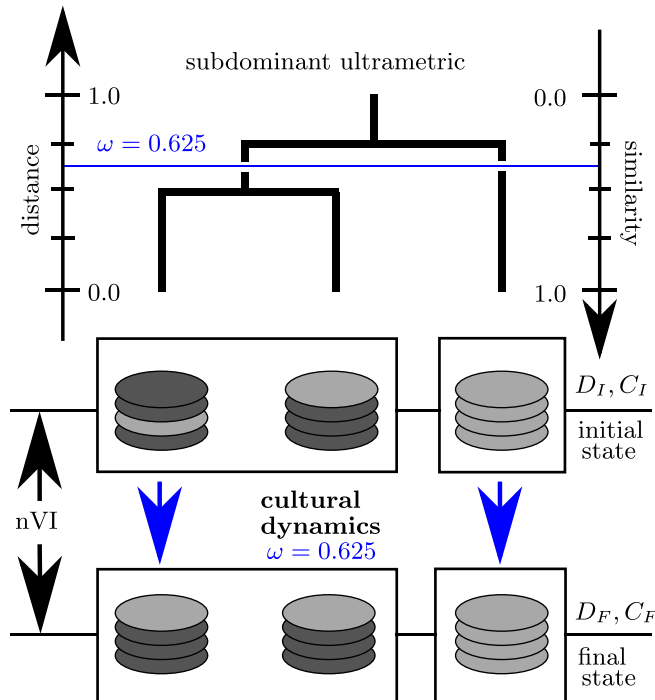 subdominant ultrametric
1.0
0.0
ω = 0.625
distance
similarity
0.0
1.0
D_I, C_I
initial
state
nVI
cultural
dynamics
ω = 0.625
D_F, C_F
final
state